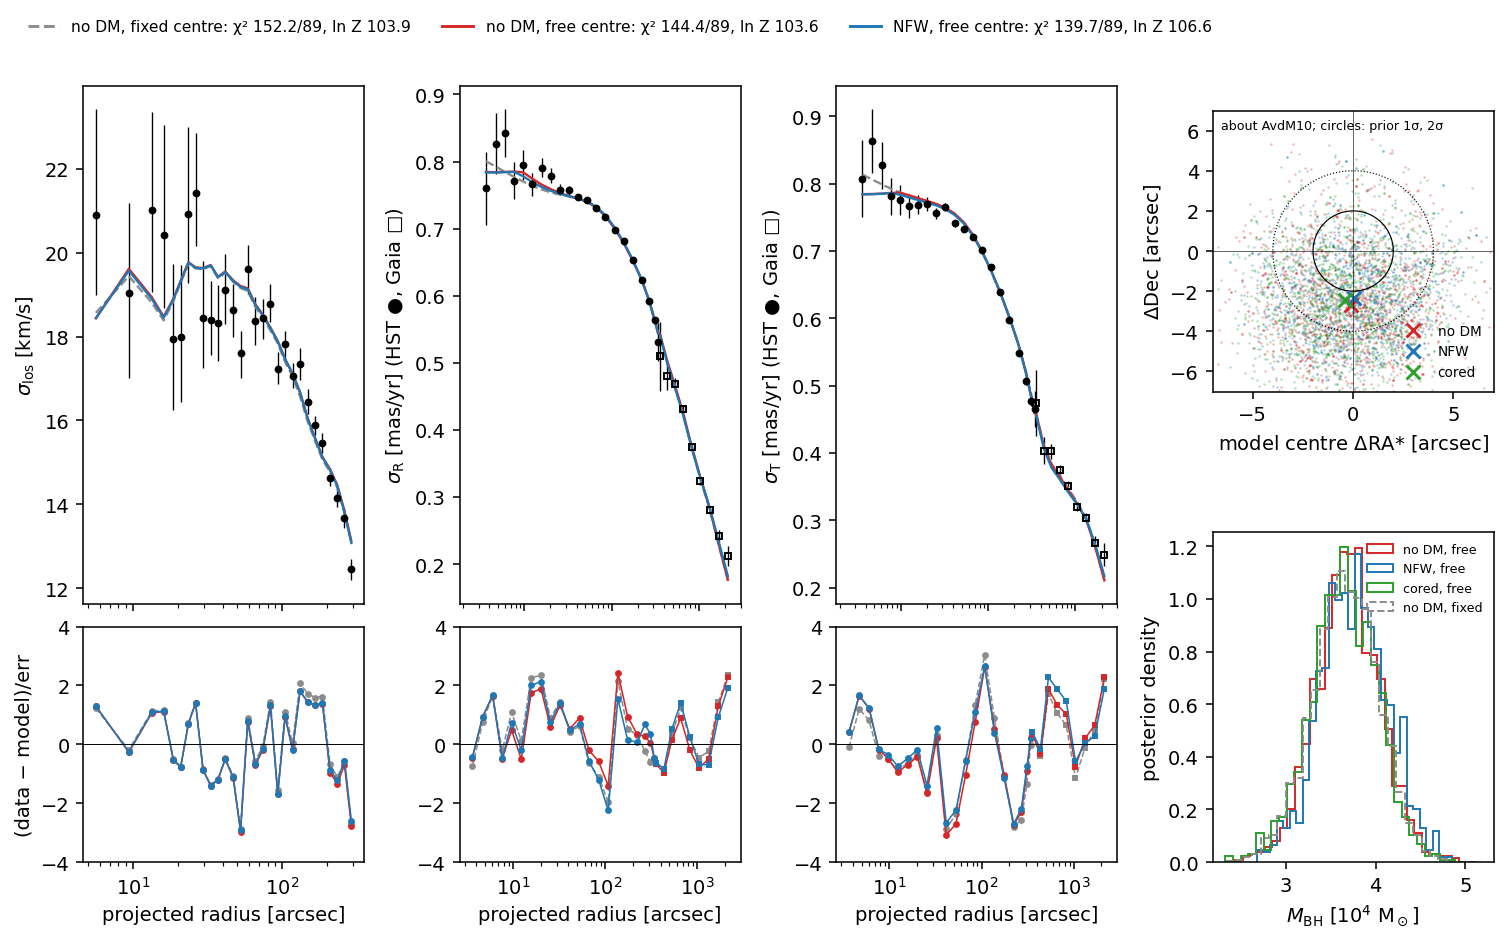 no DM, fixed centre: χ² 152.2/89, ln Z 103.9
no DM, free centre: χ² 144.4/89, ln Z 103.6
NFW, free centre: χ² 139.7/89, ln Z 106.6
σlos [km/s]
22
20
18
16
14
12
σR [mas/yr] (HST ●, Gaia □)
0.9
0.8
0.7
0.6
0.5
0.4
0.3
0.2
σT [mas/yr] (HST ●, Gaia □)
0.9
0.8
0.7
0.6
0.5
0.4
0.3
0.2
about AvdM10; circles: prior 1σ, 2σ
ΔDec [arcsec]
6
4
2
0
−2
−4
−6
no DM
NFW
cored
−5 0 5
model centre ΔRA* [arcsec]
(data − model)/err
4
2
0
−2
−4
10¹ 10²
projected radius [arcsec]
4
2
0
−2
−4
10¹ 10² 10³
projected radius [arcsec]
4
2
0
−2
−4
10¹ 10² 10³
projected radius [arcsec]
posterior density
1.2
1.0
0.8
0.6
0.4
0.2
0.0
no DM, free
NFW, free
cored, free
no DM, fixed
3 4 5
MBH [10⁴ M⊙]